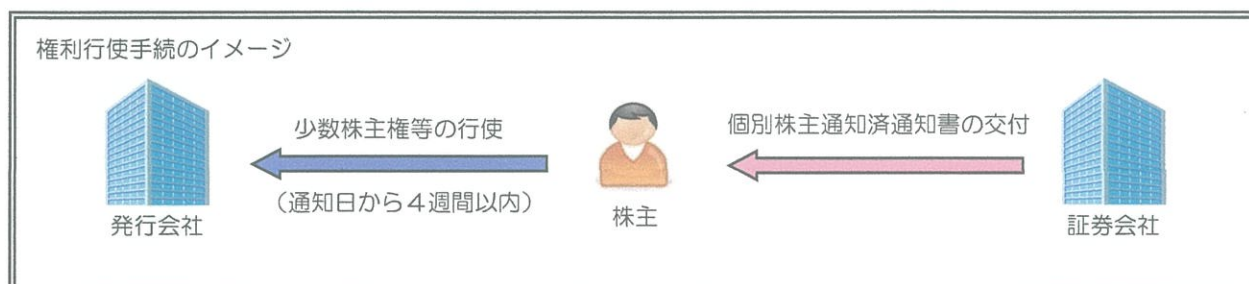 権利行使手続のイメージ
少数株主権等の行使
(通知日から4週間以内)
個別株主通知済通知書の交付
発行会社
株主
証券会社